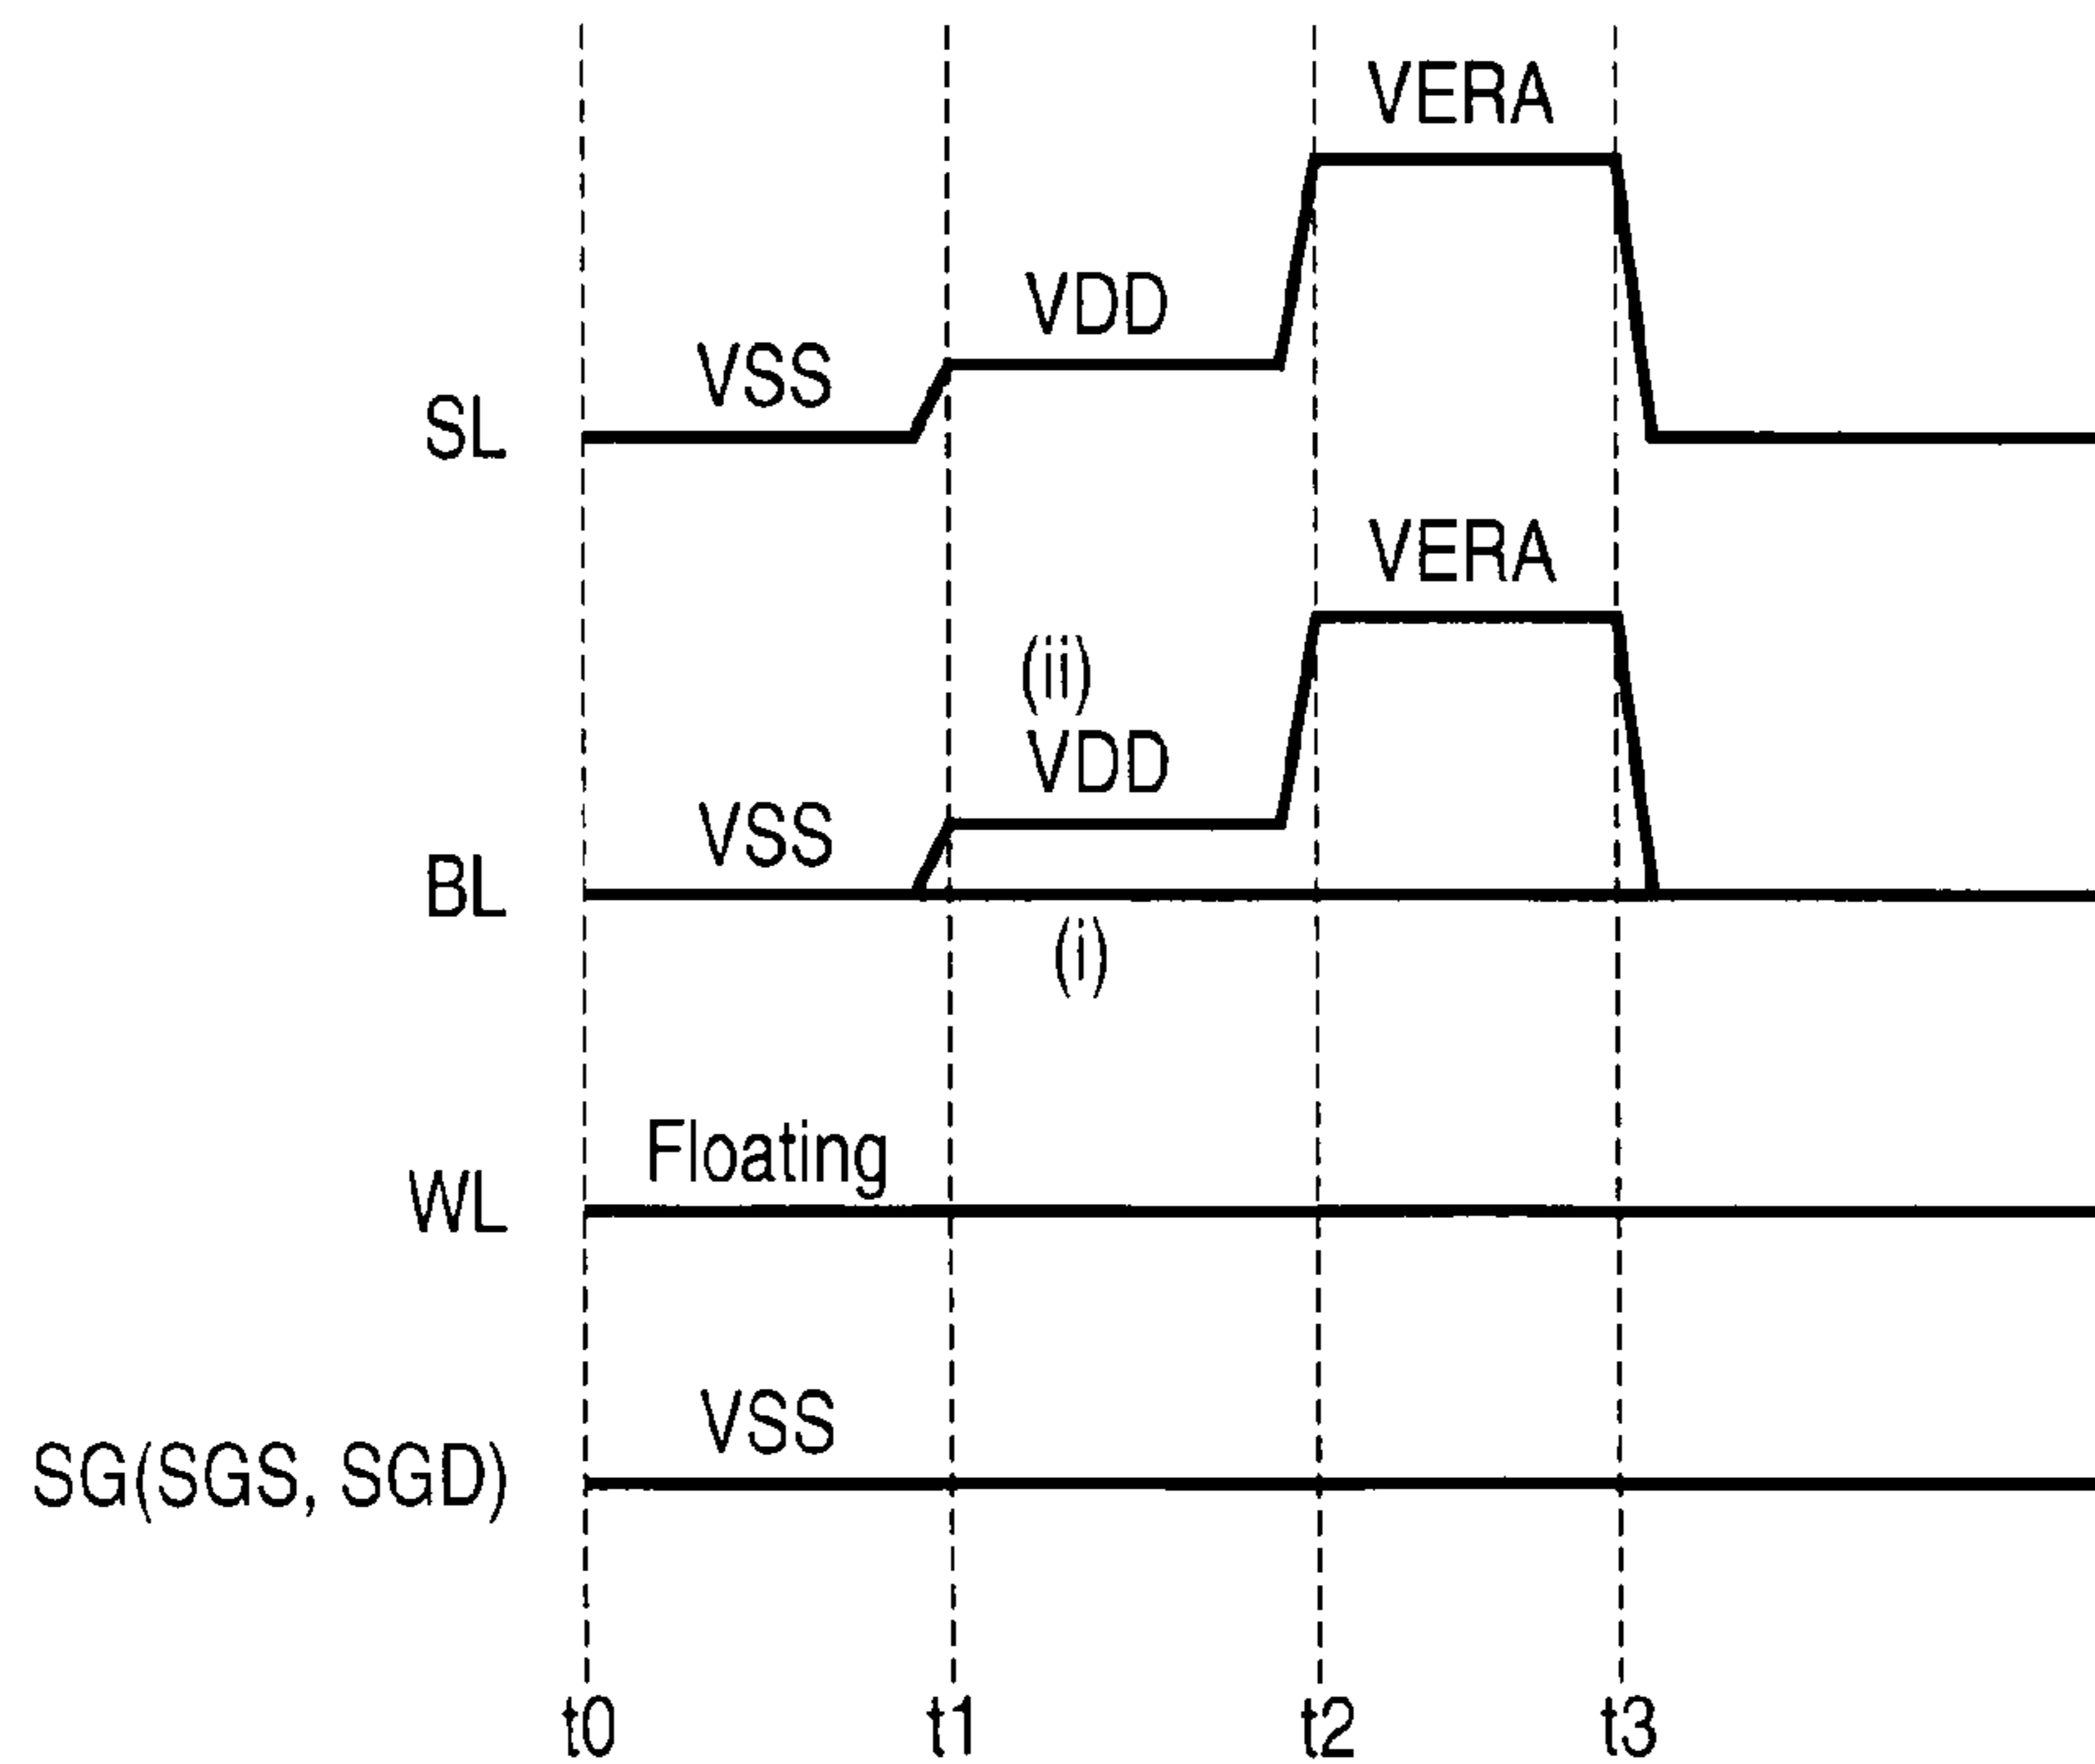 VERA
VDD
VSS
SL
VERA
(ii)
VDD
VSS
BL
(i)
Floating
WL
VSS
SG(SGS, SGD)
t0 t1 t2 t3